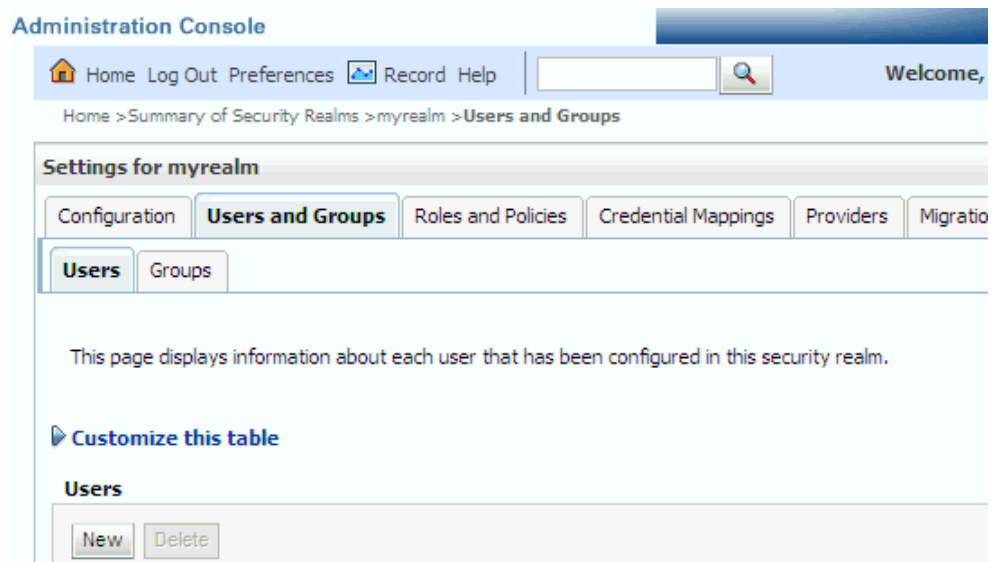 Administration Console
Home Log Out Preferences Record Help Welcome,
Home >Summary of Security Realms >myrealm >Users and Groups
Settings for myrealm
Configuration Users and Groups Roles and Policies Credential Mappings Providers Migratio
Users Groups
This page displays information about each user that has been configured in this security realm.
Customize this table
Users
New Delete